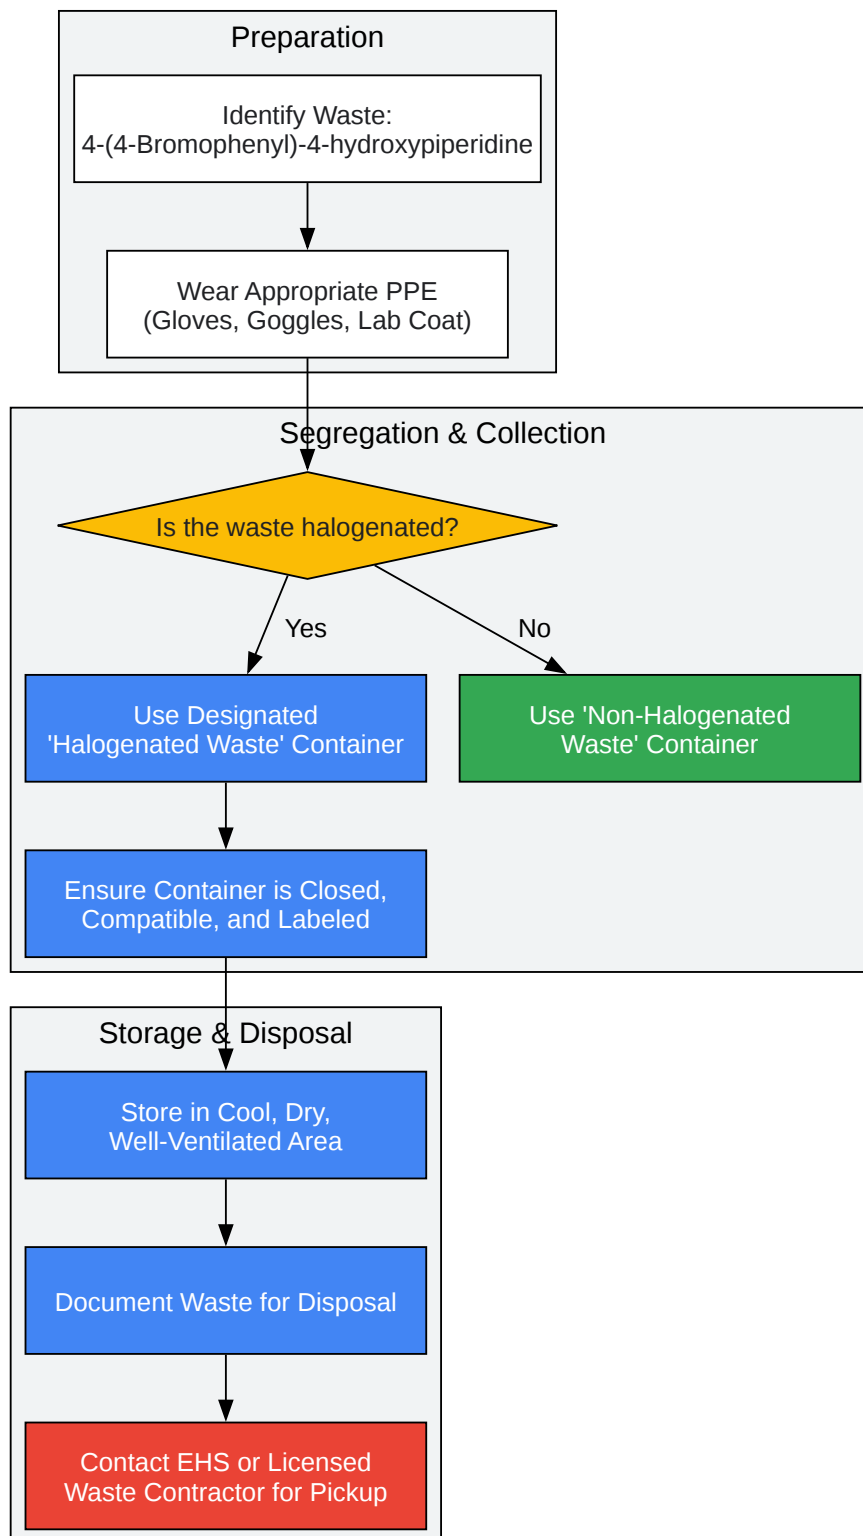 Preparation
Identify Waste:
4-(4-Bromophenyl)-4-hydroxypiperidine
Wear Appropriate PPE
(Gloves, Goggles, Lab Coat)
Segregation & Collection
Is the waste halogenated?
Yes
No
Use Designated
'Halogenated Waste' Container
Use 'Non-Halogenated
Waste' Container
Ensure Container is Closed,
Compatible, and Labeled
Storage & Disposal
Store in Cool, Dry,
Well-Ventilated Area
Document Waste for Disposal
Contact EHS or Licensed
Waste Contractor for Pickup